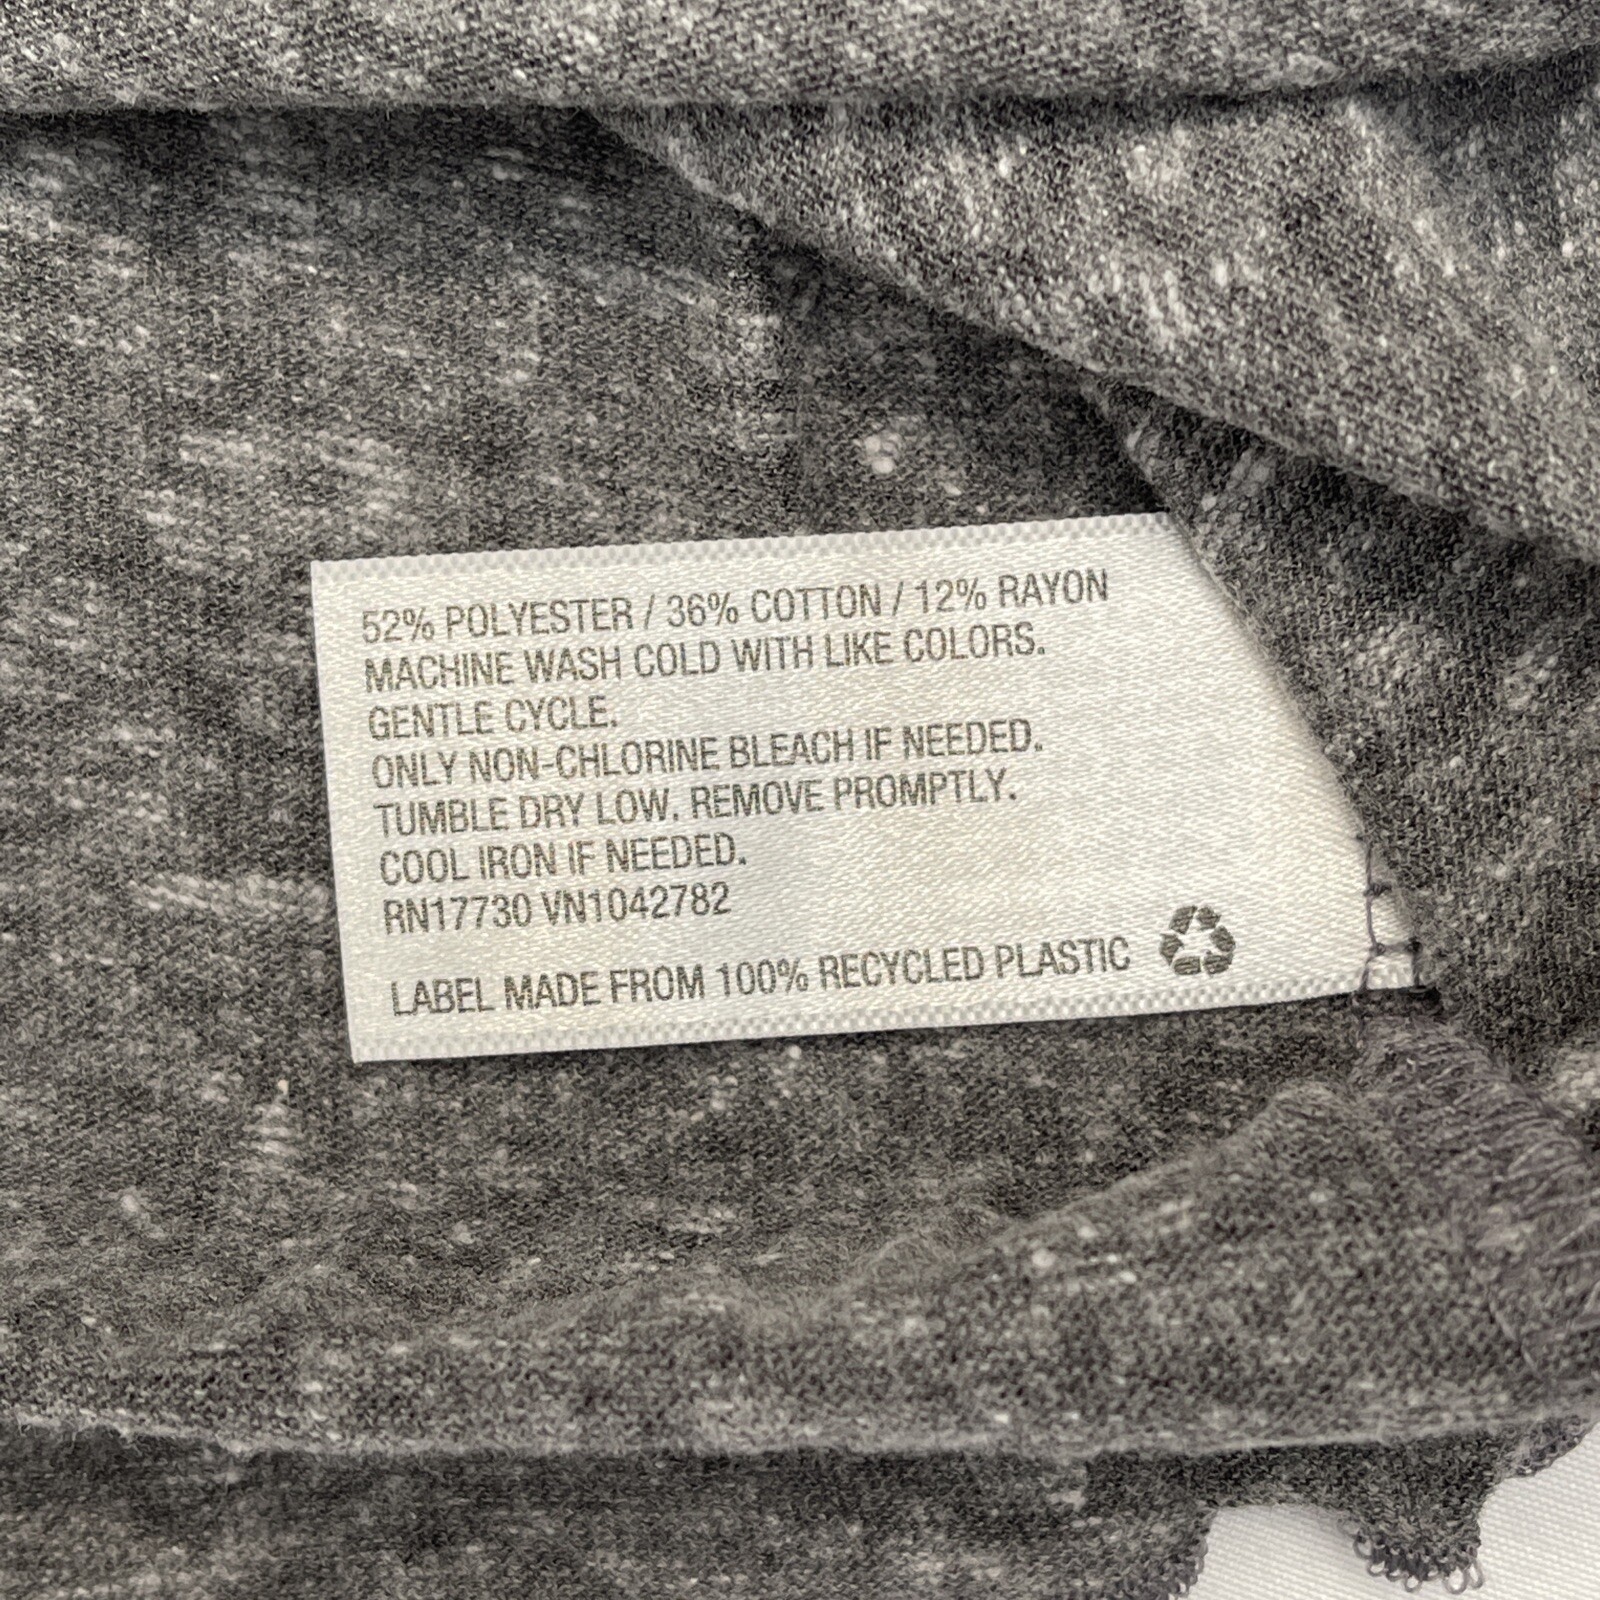 52% POLYESTER / 36% COTTON / 12% RAYON
MACHINE WASH COLD WITH LIKE COLORS.
GENTLE CYCLE.
ONLY NON-CHLORINE BLEACH IF NEEDED.
TUMBLE DRY LOW. REMOVE PROMPTLY.
COOL IRON IF NEEDED.
RN17730 VN1042782
LABEL MADE FROM 100% RECYCLED PLASTIC